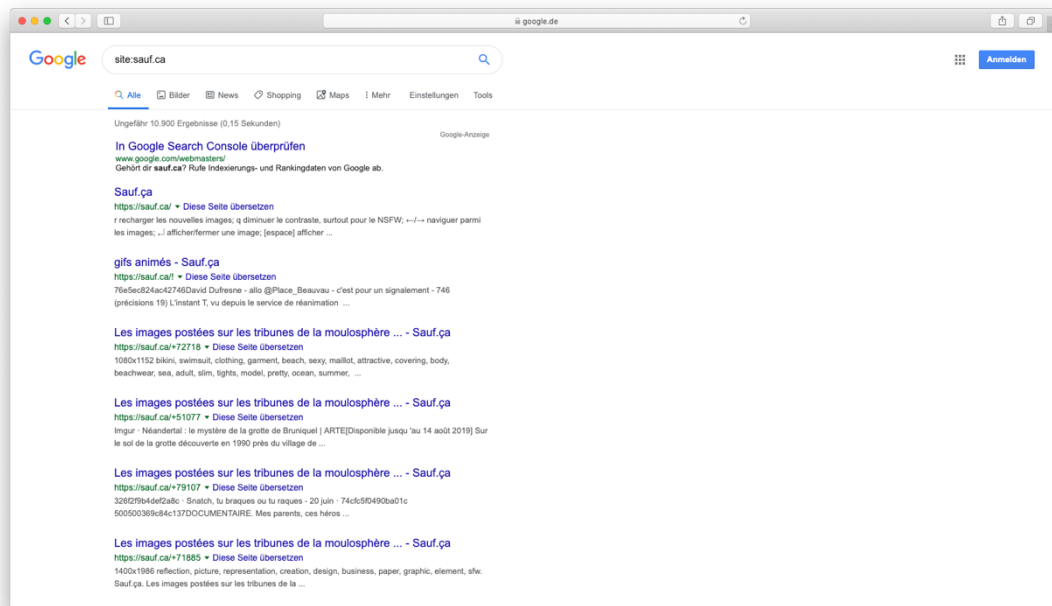 google.de
Google
site:sauf.ca
Anmelden
Alle Bilder News Shopping Maps Mehr Einstellungen Tools
Ungefähr 10.900 Ergebnisse (0,15 Sekunden)
Google-Anzeige
In Google Search Console überprüfen
www.google.com/webmasters/
Gehört dir sauf.ca? Rufe Indexierungs- und Rankingdaten von Google ab.
Sauf.ça
https://sauf.ca/ ▾ Diese Seite übersetzen
r recharger les nouvelles images; q diminuer le contraste, surtout pour le NSFW; ←/→ naviguer parmi
les images; ↵ afficher/fermer une image; [espace] afficher ...
gifs animés - Sauf.ça
https://sauf.ca/! ▾ Diese Seite übersetzen
76e5ec824ac42746David Dufresne - allo @Place_Beauvau - c'est pour un signalement - 746
(précisions 19) L'instant T, vu depuis le service de réanimation ...
Les images postées sur les tribunes de la moulosphère ... - Sauf.ça
https://sauf.ca/+72718 ▾ Diese Seite übersetzen
1080x1152 bikini, swimsuit, clothing, garment, beach, sexy, maillot, attractive, covering, body,
beachwear, sea, adult, slim, tights, model, pretty, ocean, summer, ...
Les images postées sur les tribunes de la moulosphère ... - Sauf.ça
https://sauf.ca/+51077 ▾ Diese Seite übersetzen
Imgur · Néandertal : le mystère de la grotte de Bruniquel | ARTE[Disponible jusqu 'au 14 août 2019] Sur
le sol de la grotte découverte en 1990 près du village de ...
Les images postées sur les tribunes de la moulosphère ... - Sauf.ça
https://sauf.ca/+79107 ▾ Diese Seite übersetzen
326f2f9b4def2a8c · Snatch, tu braques ou tu raques - 20 juin · 74cfc5f0490ba01c
500500369c84c137DOCUMENTAIRE. Mes parents, ces héros ...
Les images postées sur les tribunes de la moulosphère ... - Sauf.ça
https://sauf.ca/+71885 ▾ Diese Seite übersetzen
1400x1986 reflection, picture, representation, creation, design, business, paper, graphic, element, sfw.
Sauf.ça. Les images postées sur les tribunes de la ...